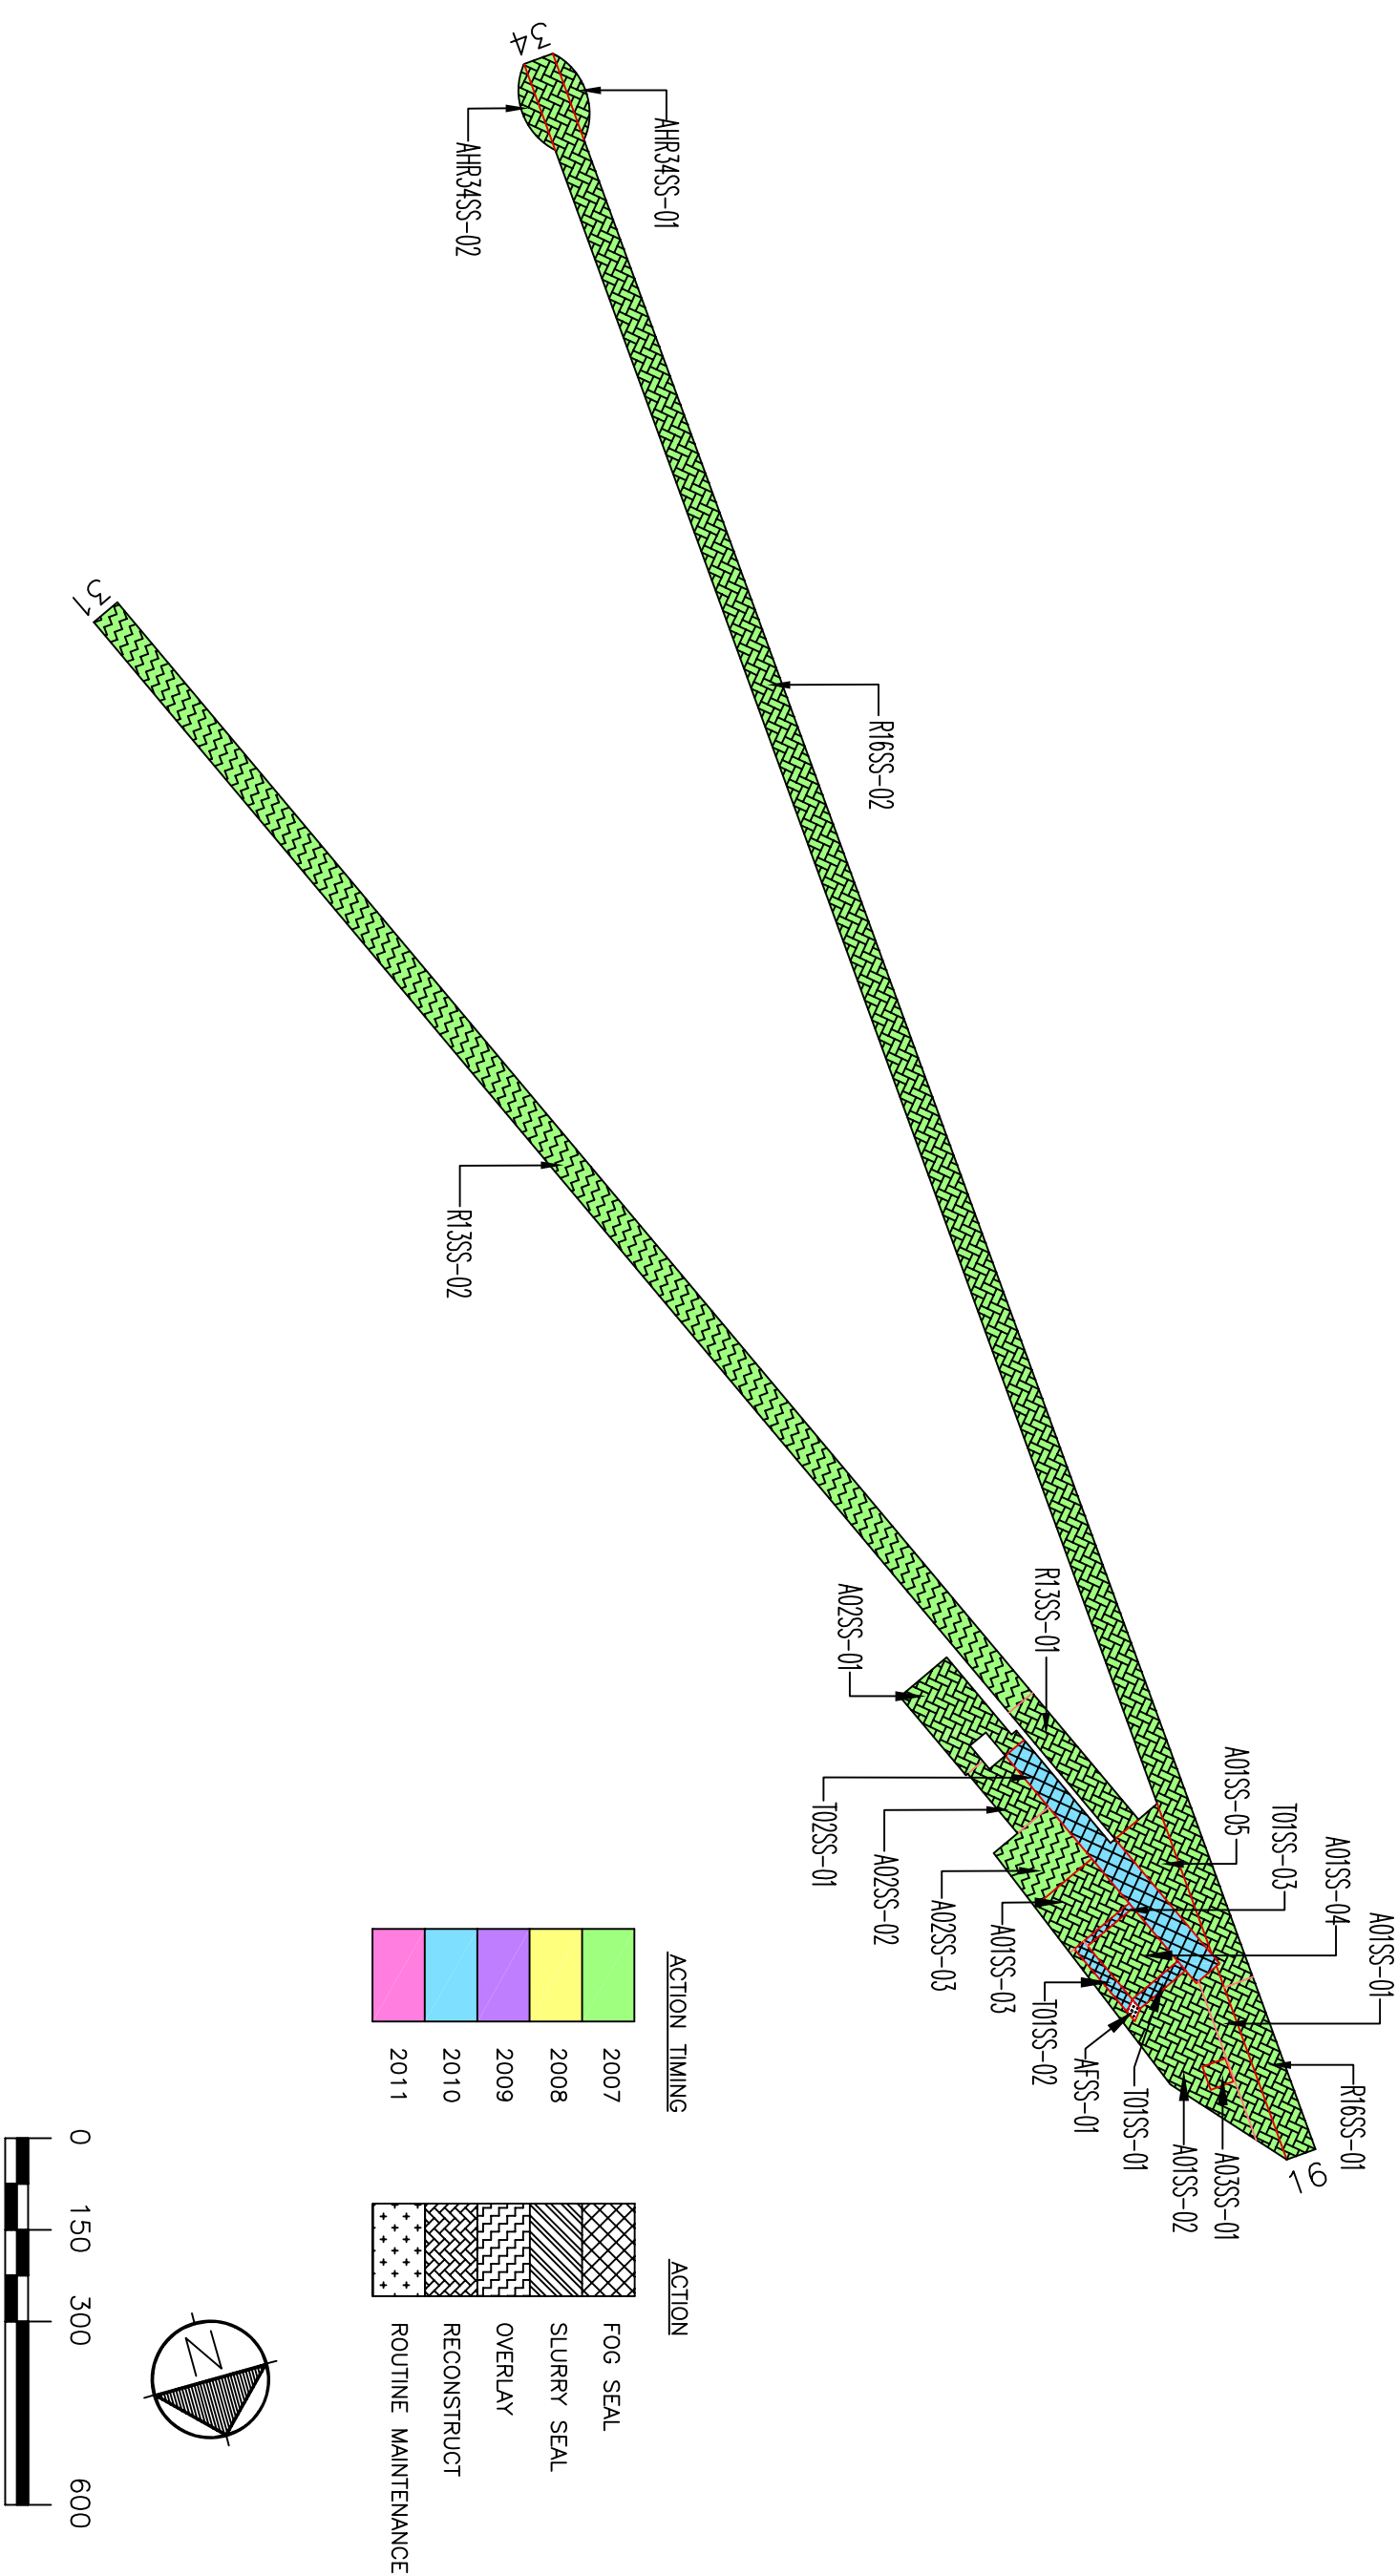 34
AHR34SS-01
AHR34SS-02
31
R16SS-02
R13SS-02
R13SS-01
A02SS-01
A01SS-05
T01SS-03
A01SS-04
A01SS-01
T02SS-01
A02SS-02
A02SS-03
A01SS-03
T01SS-02
AFSS-01
T01SS-01
A01SS-02
A03SS-01
R16SS-01
16
ACTION TIMING
2007
2008
2009
2010
2011
ACTION
FOG SEAL
SLURRY SEAL
OVERLAY
RECONSTRUCT
ROUTINE MAINTENANCE
N
0 150 300 600